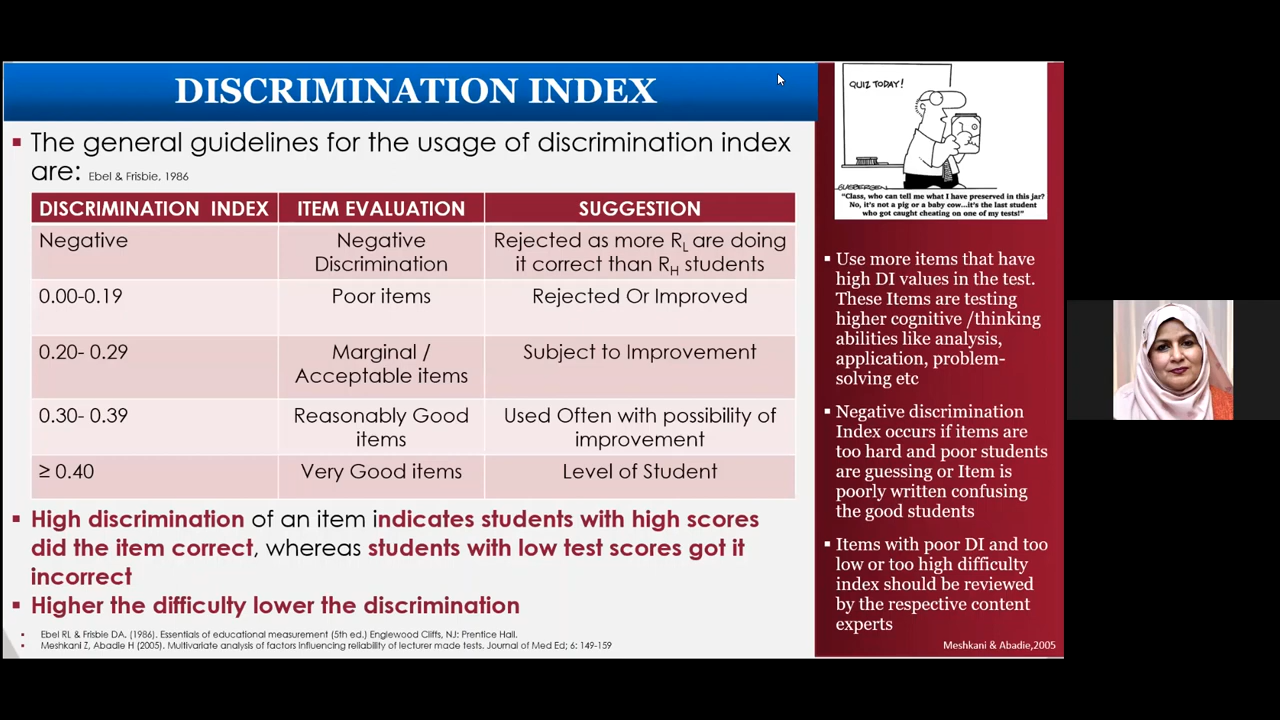 DISCRIMINATION INDEX
▪ The general guidelines for the usage of discrimination index
are: Ebel & Frisbie, 1986
DISCRIMINATION INDEX ITEM EVALUATION SUGGESTION
Negative
Negative
Discrimination
Rejected as more RL are doing
it correct than RH students
0.00-0.19 Poor items Rejected Or Improved
0.20- 0.29
Marginal /
Acceptable items
Subject to Improvement
0.30- 0.39
Reasonably Good
items
Used Often with possibility of
improvement
≥ 0.40 Very Good items Level of Student
▪ High discrimination of an item indicates students with high scores
did the item correct, whereas students with low test scores got it
incorrect
▪ Higher the difficulty lower the discrimination
▪ Ebel RL & Frisbie DA. (1986). Essentials of educational measurement (5th ed.) Englewood Cliffs, NJ: Prentice Hall.
▪ Meshkani Z, Abadie H (2005). Multivariate analysis of factors influencing reliability of lecturer made tests. Journal of Med Ed; 6: 149-159
QUIZ TODAY!
"Class, who can tell me what I have preserved in this jar?
No, it's not a pig or a baby cow...it's the last student
who got caught cheating on one of my tests!"
▪ Use more items that have
high DI values in the test.
These Items are testing
higher cognitive /thinking
abilities like analysis,
application, problem-
solving etc
▪ Negative discrimination
Index occurs if items are
too hard and poor students
are guessing or Item is
poorly written confusing
the good students
▪ Items with poor DI and too
low or too high difficulty
index should be reviewed
by the respective content
experts
Meshkani & Abadie,2005